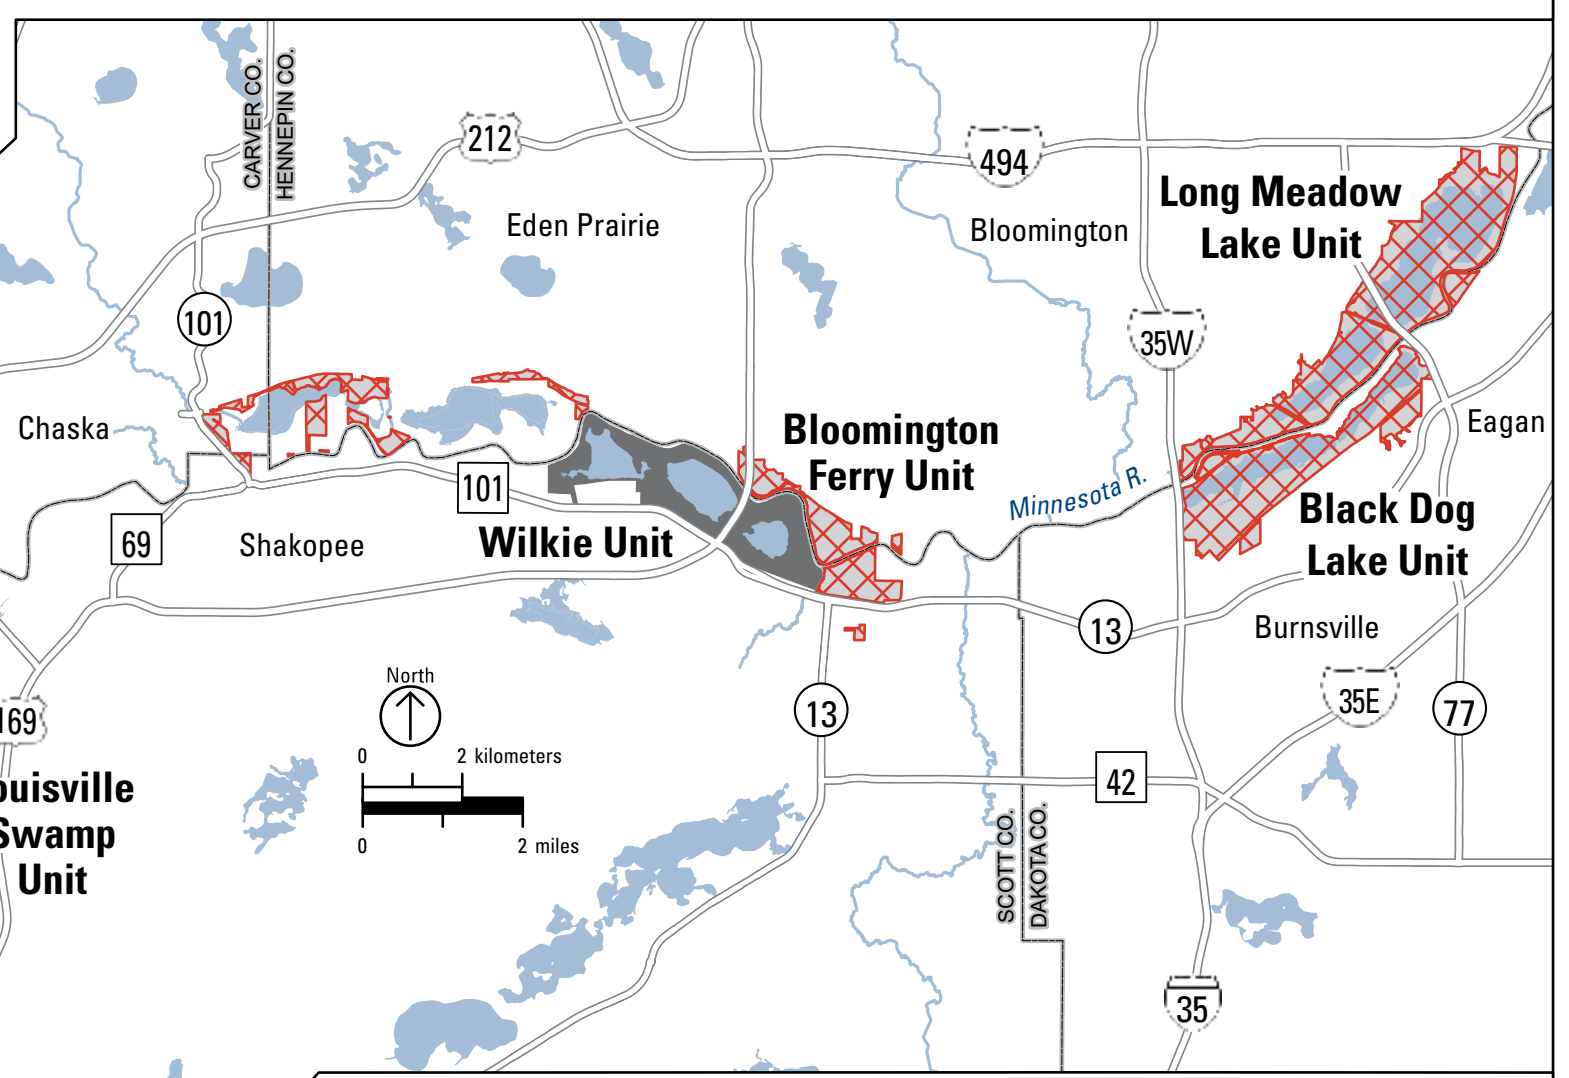 CARVER CO.
HENNEPIN CO.
212
494
Long Meadow
Lake Unit
Eden Prairie
Bloomington
101
35W
Chaska
Bloomington
Ferry Unit
Eagan
Minnesota R.
101
69
Shakopee
Wilkie Unit
Black Dog
Lake Unit
13
Burnsville
North
169
13
35E
77
0
2 kilometers
42
0
2 miles
ouisville
Swamp
Unit
SCOTT CO.
DAKOTA CO.
35